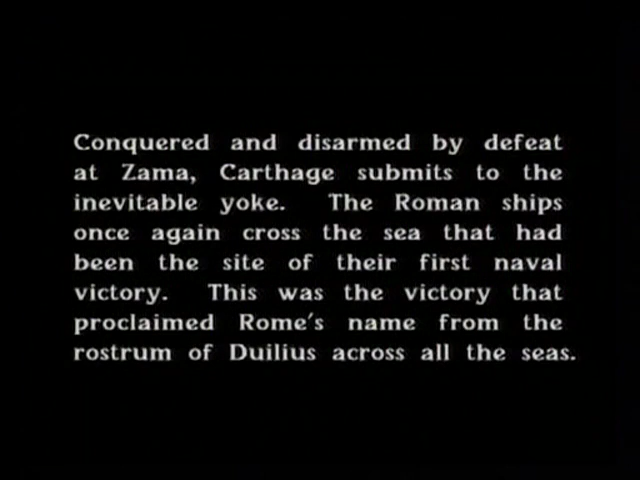 Conquered and disarmed by defeat
at Zama, Carthage submits to the
inevitable yoke. The Roman ships
once again cross the sea that had
been the site of their first naval
victory. This was the victory that
proclaimed Rome's name from the
rostrum of Duilius across all the seas.